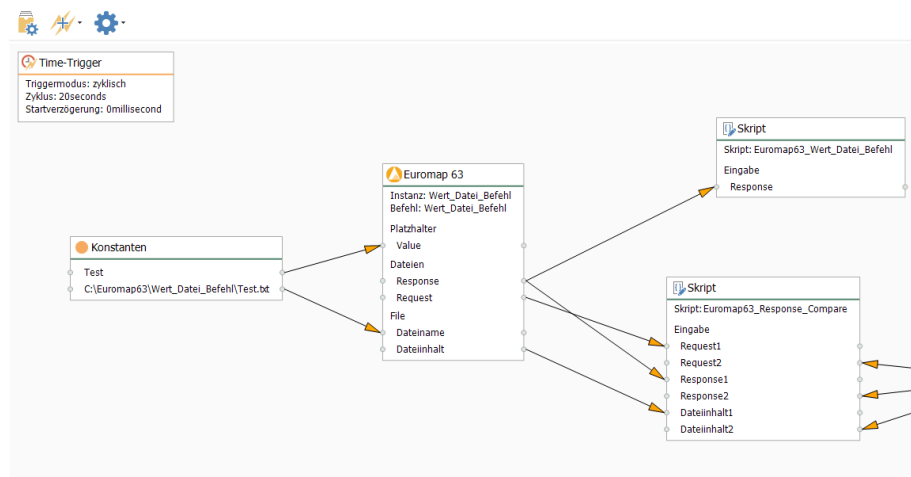 Time-Trigger
Triggermodus: zyklisch
Zyklus: 20seconds
Startverzögerung: 0millisecond
Skript
Skript: Euromap63_Wert_Datei_Befehl
Eingabe
Response
Euromap 63
Instanz: Wert_Datei_Befehl
Befehl: Wert_Datei_Befehl
Platzhalter
Value
Dateien
Response
Request
File
Dateiname
Dateiinhalt
Konstanten
Test
C:\Euromap63\Wert_Datei_Befehl\Test.txt
Skript
Skript: Euromap63_Response_Compare
Eingabe
Request1
Request2
Response1
Response2
Dateiinhalt1
Dateiinhalt2